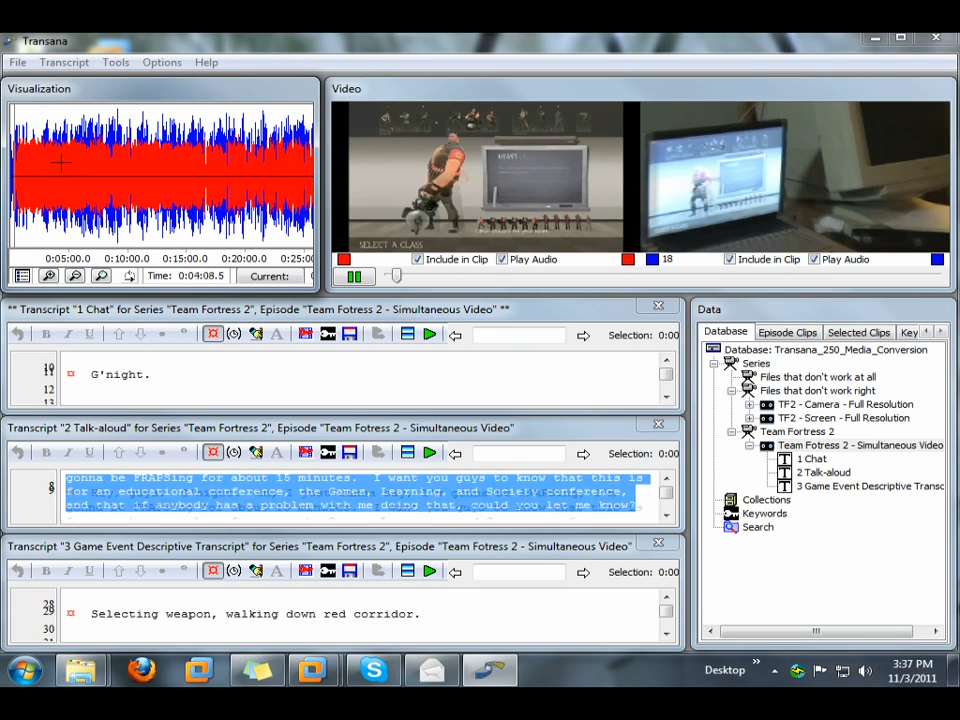 Transana
File Transcript Tools Options Help
Visualization
0:05:00.0 0:10:00.0 0:15:00.0 0:20:00.0 0:25:00
Time: 0:04:08.5 Current:
Video
HEAVY
SELECT A CLASS
Include in Clip Play Audio 18 Include in Clip Play Audio
** Transcript "1 Chat" for Series "Team Fortress 2", Episode "Team Fotress 2 - Simultaneous Video" **
B I U A Selection: 0:00
11
12
13
G'night.
Transcript "2 Talk-aloud" for Series "Team Fortress 2", Episode "Team Fotress 2 - Simultaneous Video"
B I U A Selection: 0:00
8
9
gonna be FRAPSing for about 15 minutes. I want you guys to know that this is
for an educational conference, the Games, Learning, and Society conference,
and that if anybody has a problem with me doing that, could you let me know?
Transcript "3 Game Event Descriptive Transcript" for Series "Team Fortress 2", Episode "Team Fotress 2 - Simultaneous Video"
B I U A Selection: 0:00
28
29
30
Selecting weapon, walking down red corridor.
Data
Database Episode Clips Selected Clips Key
Database: Transana_250_Media_Conversion
Series
Files that don't work at all
Files that don't work right
TF2 - Camera - Full Resolution
TF2 - Screen - Full Resolution
Team Fortress 2
Team Fotress 2 - Simultaneous Video
1 Chat
2 Talk-aloud
3 Game Event Descriptive Transc
Collections
Keywords
Search
Desktop
3:37 PM
11/3/2011